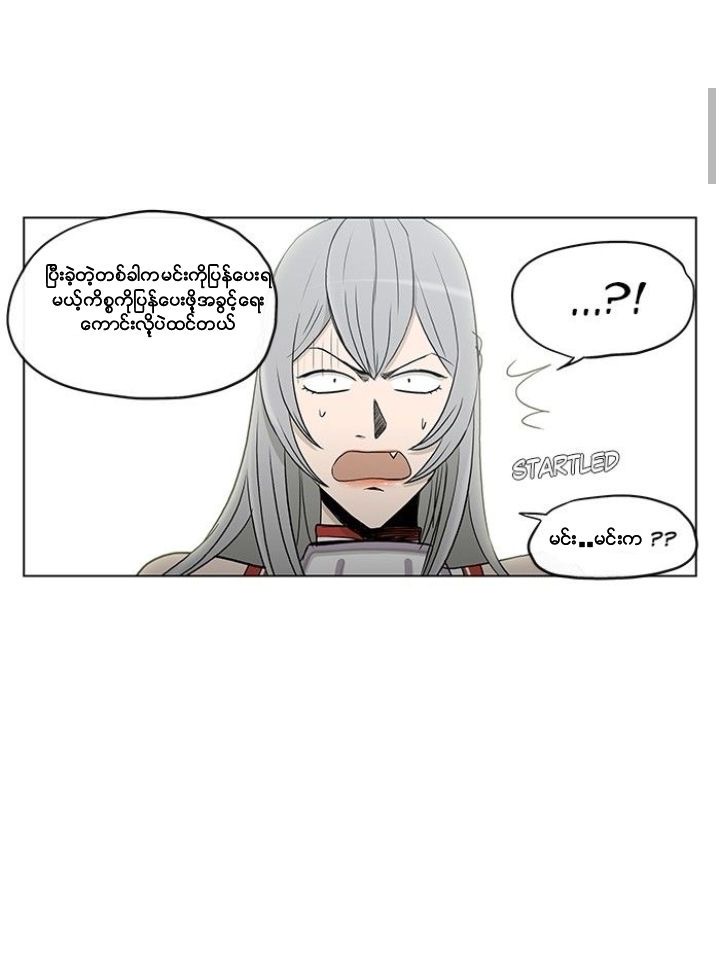 ပြီးခဲ့တဲ့တစ်ခါကမင်းကိုပြန်ပေးရ
မယ့်ကိစ္စကိုပြန်ပေးဖို့အခွင့်ရေး
ကောင်းလို့ပဲထင်တယ်
...?!
STARTLED
မင်း..မင်းက ??